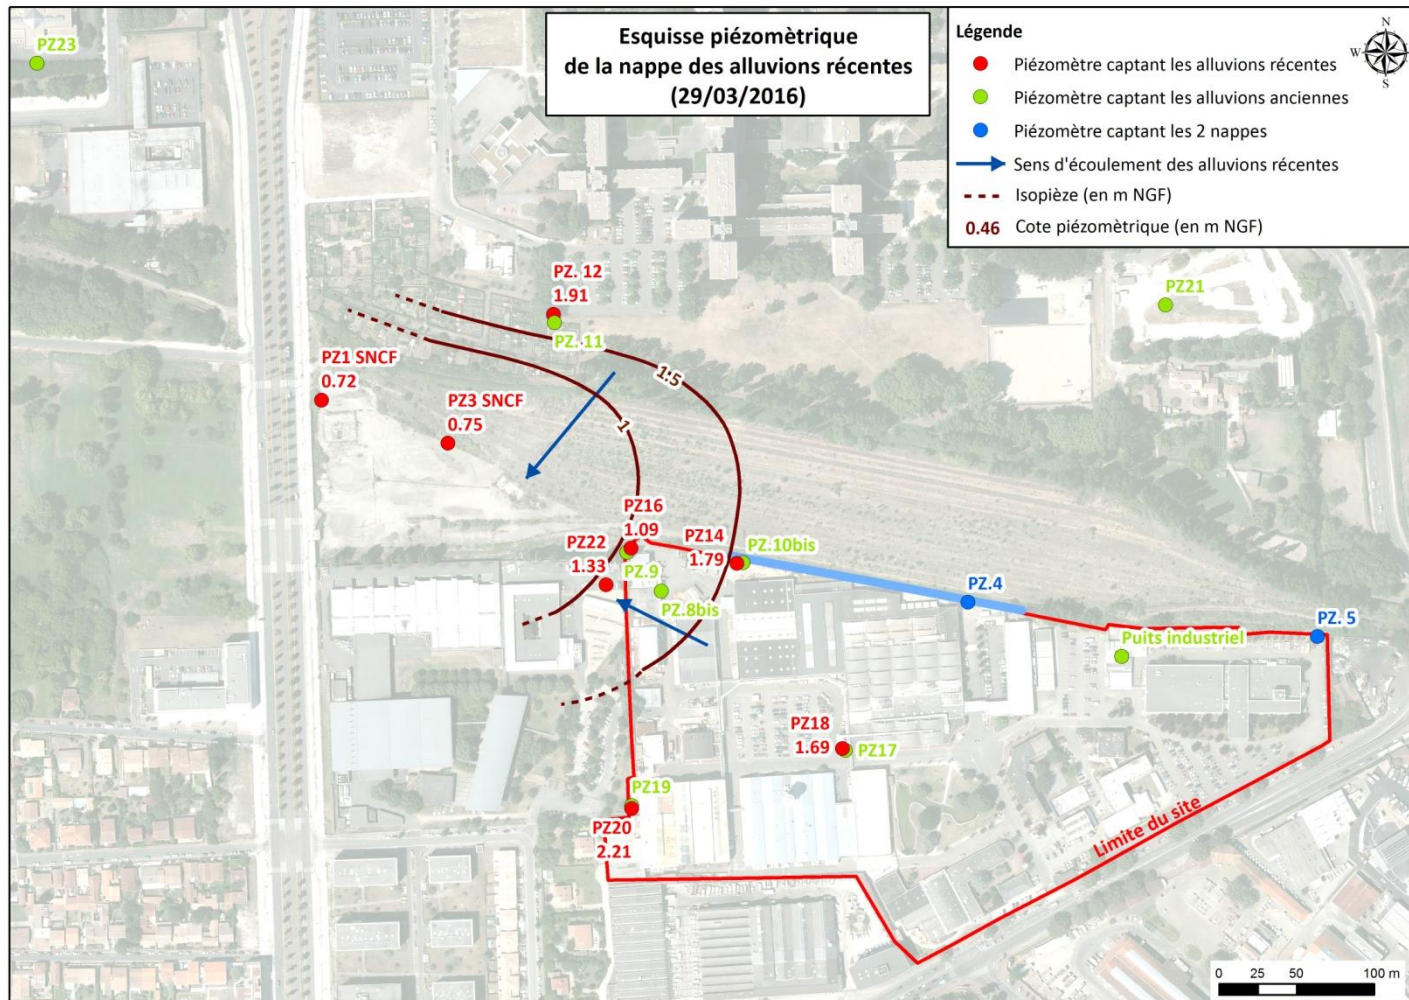 Esquisse piézomètrique
de la nappe des alluvions récentes
(29/03/2016)
Légende
Piézomètre captant les alluvions récentes
Piézomètre captant les alluvions anciennes
Piézomètre captant les 2 nappes
Sens d'écoulement des alluvions récentes
Isopièze (en m NGF)
0.46 Cote piézomètrique (en m NGF)
N
W E
S
PZ23
PZ. 12
1.91
PZ. 11
PZ21
PZ1 SNCF
0.72
PZ3 SNCF
0.75
1.5
1
PZ16
1.09
PZ14
1.79
PZ.10bis
PZ22
1.33
PZ.9
PZ.8bis
PZ.4
PZ. 5
Puits industriel
PZ18
1.69
PZ17
PZ19
PZ20
2.21
Limite du site
0 25 50 100 m